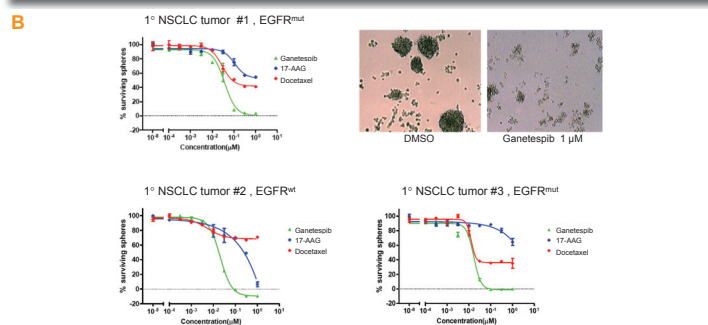 B
1° NSCLC tumor #1 , EGFRmut
% surviving spheres
100
80
60
40
20
0
-20
10-5 10-4 10-3 10-2 10-1 100 101
Concentration(μM)
Ganetespib
17-AAG
Docetaxel
DMSO
Ganetespib 1 μM
1° NSCLC tumor #2 , EGFRwt
% surviving spheres
100
80
60
40
20
0
-20
10-5 10-4 10-3 10-2 10-1 100 101
Concentration(μM)
Ganetespib
17-AAG
Docetaxel
1° NSCLC tumor #3 , EGFRmut
% surviving spheres
100
80
60
40
20
0
-20
10-5 10-4 10-3 10-2 10-1 100 101
Concentration(μM)
Ganetespib
17-AAG
Docetaxel